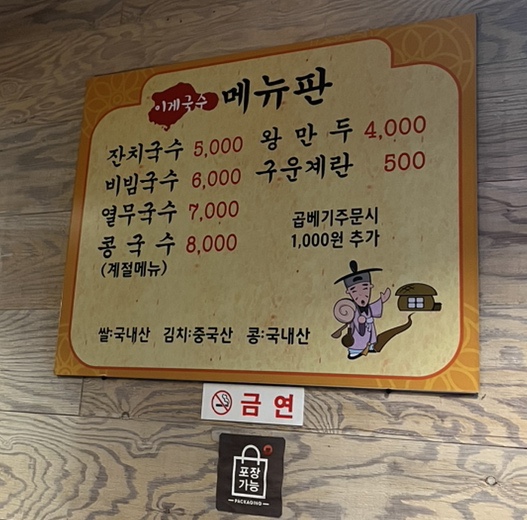 이게국수 메뉴판
잔치국수 5,000
비빔국수 6,000
열무국수 7,000
콩국수 8,000
(계절메뉴)
왕만두 4,000
구운계란 500
곱베기주문시
1,000원 추가
쌀:국내산 김치:중국산 콩:국내산
금연
포장
가능
PACKAGING